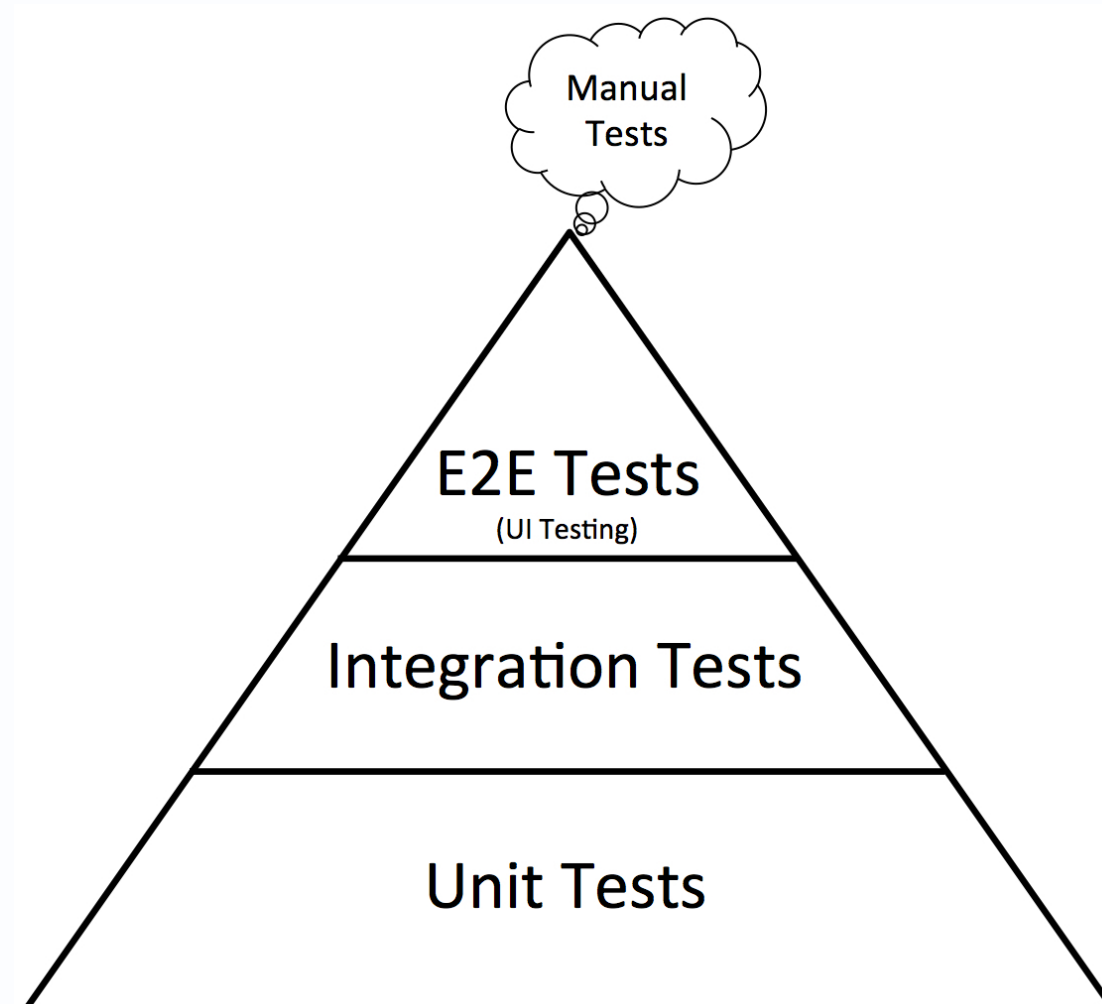 Manual
Tests
E2E Tests
(UI Testing)
Integration Tests
Unit Tests